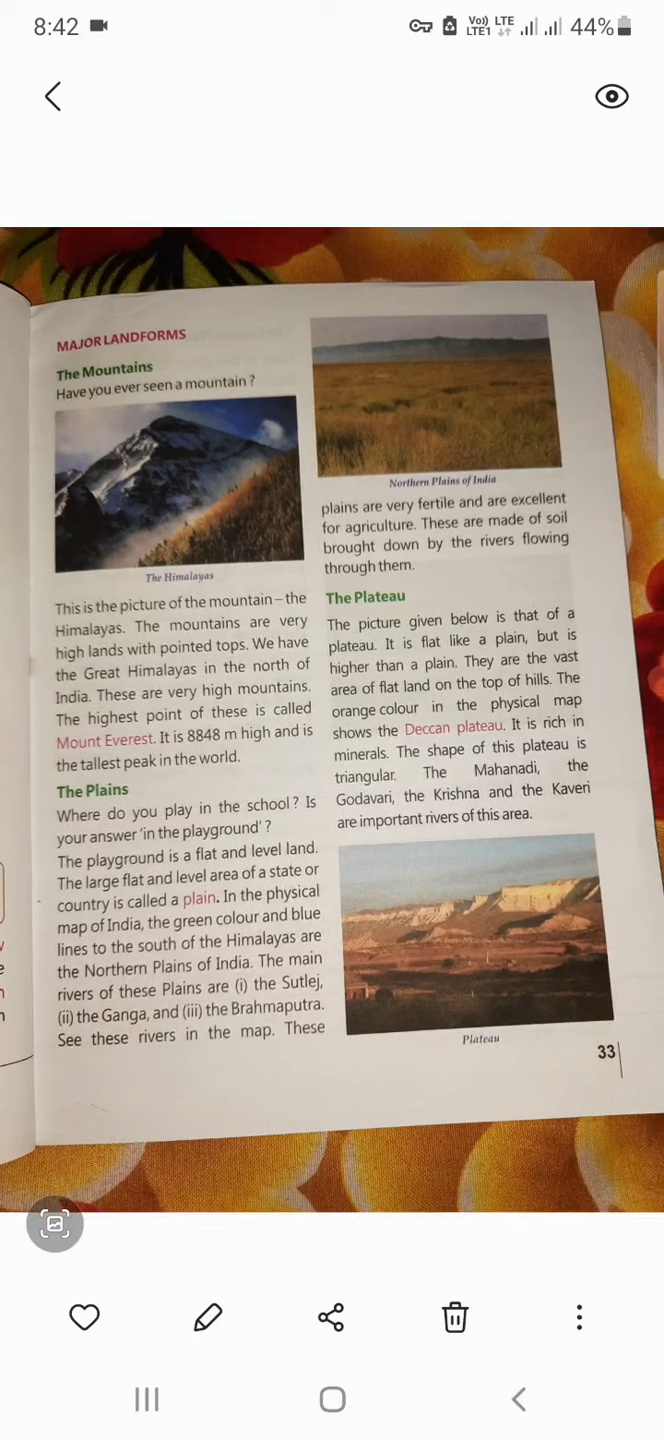 8:42
Vo)) LTE
LTE1
44%
MAJOR LANDFORMS
The Mountains
Have you ever seen a mountain ?
The Himalayas
This is the picture of the mountain – the
Himalayas. The mountains are very
high lands with pointed tops. We have
the Great Himalayas in the north of
India. These are very high mountains.
The highest point of these is called
Mount Everest. It is 8848 m high and is
the tallest peak in the world.
The Plains
Where do you play in the school ? Is
your answer 'in the playground' ?
The playground is a flat and level land.
The large flat and level area of a state or
country is called a plain. In the physical
map of India, the green colour and blue
lines to the south of the Himalayas are
the Northern Plains of India. The main
rivers of these Plains are (i) the Sutlej,
(ii) the Ganga, and (iii) the Brahmaputra.
See these rivers in the map. These
Northern Plains of India
plains are very fertile and are excellent
for agriculture. These are made of soil
brought down by the rivers flowing
through them.
The Plateau
The picture given below is that of a
plateau. It is flat like a plain, but is
higher than a plain. They are the vast
area of flat land on the top of hills. The
orange colour in the physical map
shows the Deccan plateau. It is rich in
minerals. The shape of this plateau is
triangular. The Mahanadi, the
Godavari, the Krishna and the Kaveri
are important rivers of this area.
Plateau
33